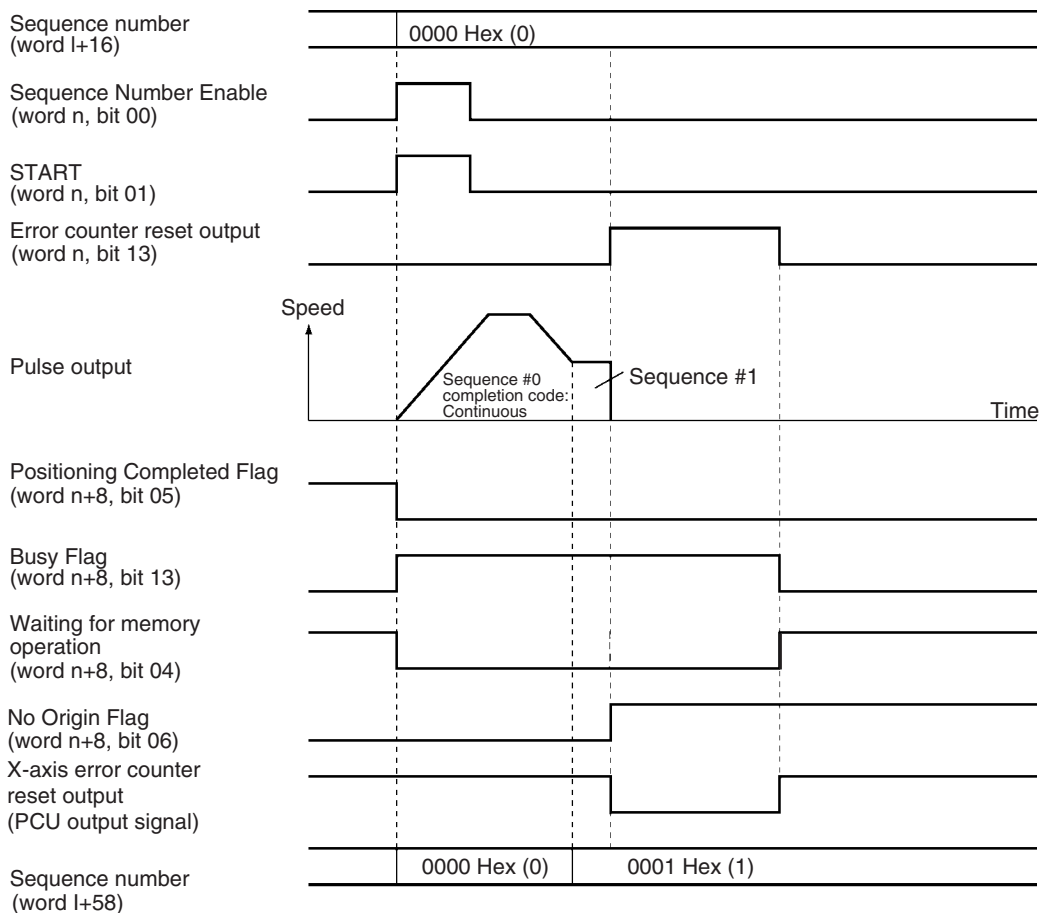 Sequence number
(word l+16)
0000 Hex (0)
Sequence Number Enable
(word n, bit 00)
START
(word n, bit 01)
Error counter reset output
(word n, bit 13)
Speed
Pulse output
Sequence #0
completion code:
Continuous
Sequence #1
Time
Positioning Completed Flag
(word n+8, bit 05)
Busy Flag
(word n+8, bit 13)
Waiting for memory
operation
(word n+8, bit 04)
No Origin Flag
(word n+8, bit 06)
X-axis error counter
reset output
(PCU output signal)
Sequence number
(word l+58)
0000 Hex (0)
0001 Hex (1)